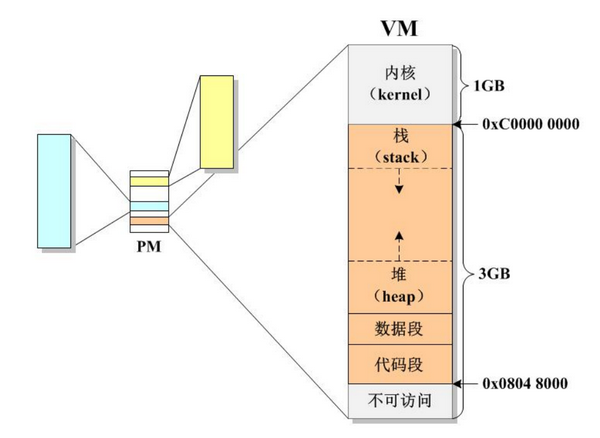 VM
内核
（kernel）
1GB
0xC0000 0000
栈
（stack）
PM
堆
（heap）
3GB
数据段
代码段
0x0804 8000
不可访问